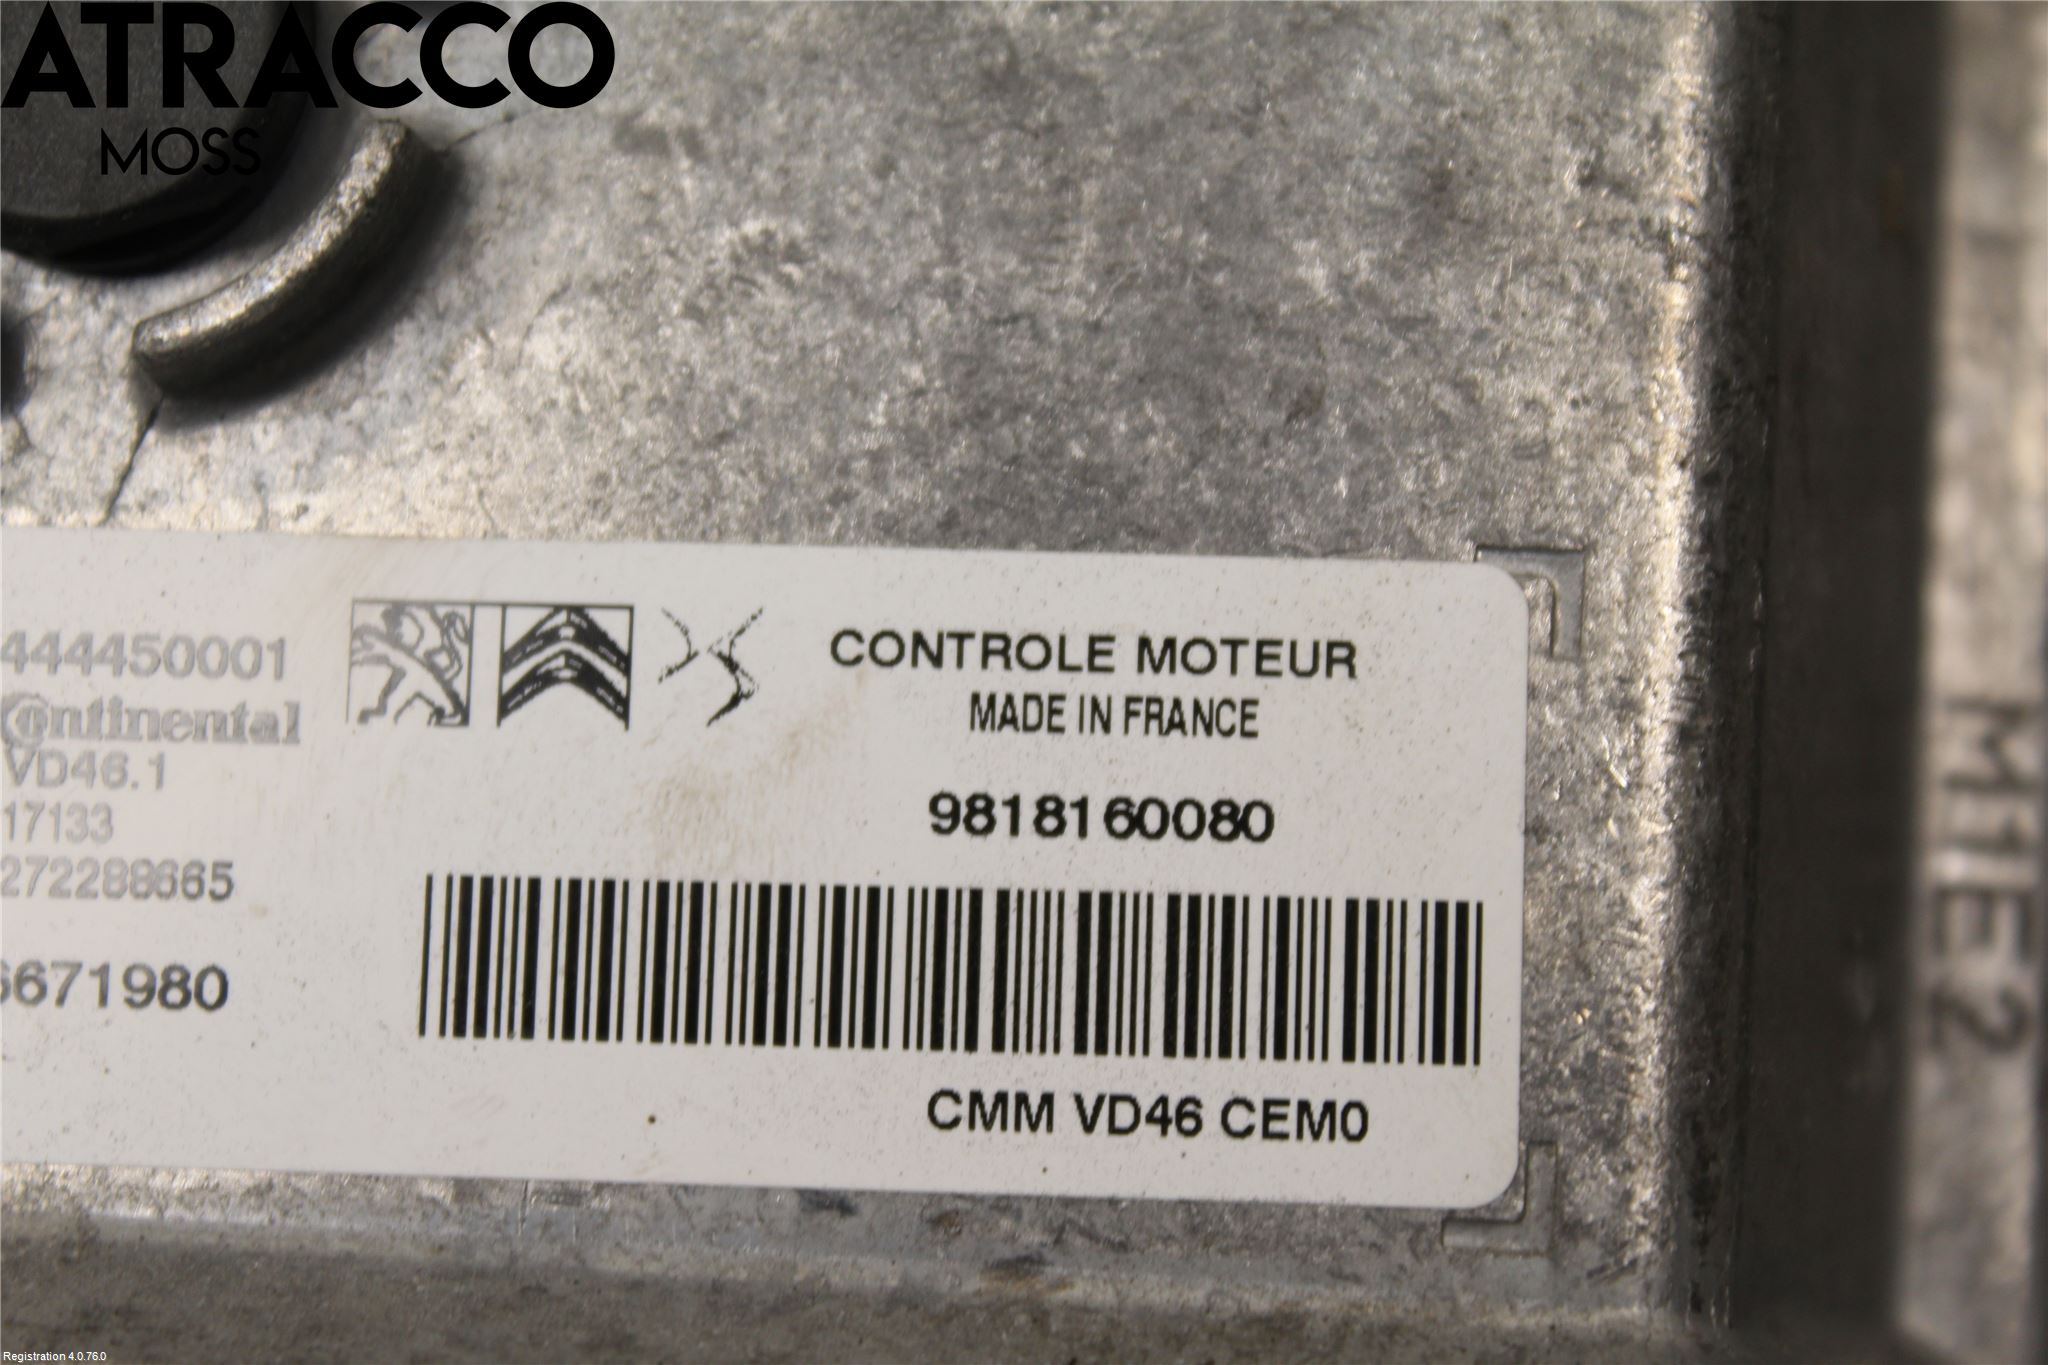 ATRACCO
MOSS
444450001
Continental
VD46.1
17133
272288665
6671980
CONTROLE MOTEUR
MADE IN FRANCE
9818160080
CMM VD46 CEM0
M1E2
Registration 4.0.76.0